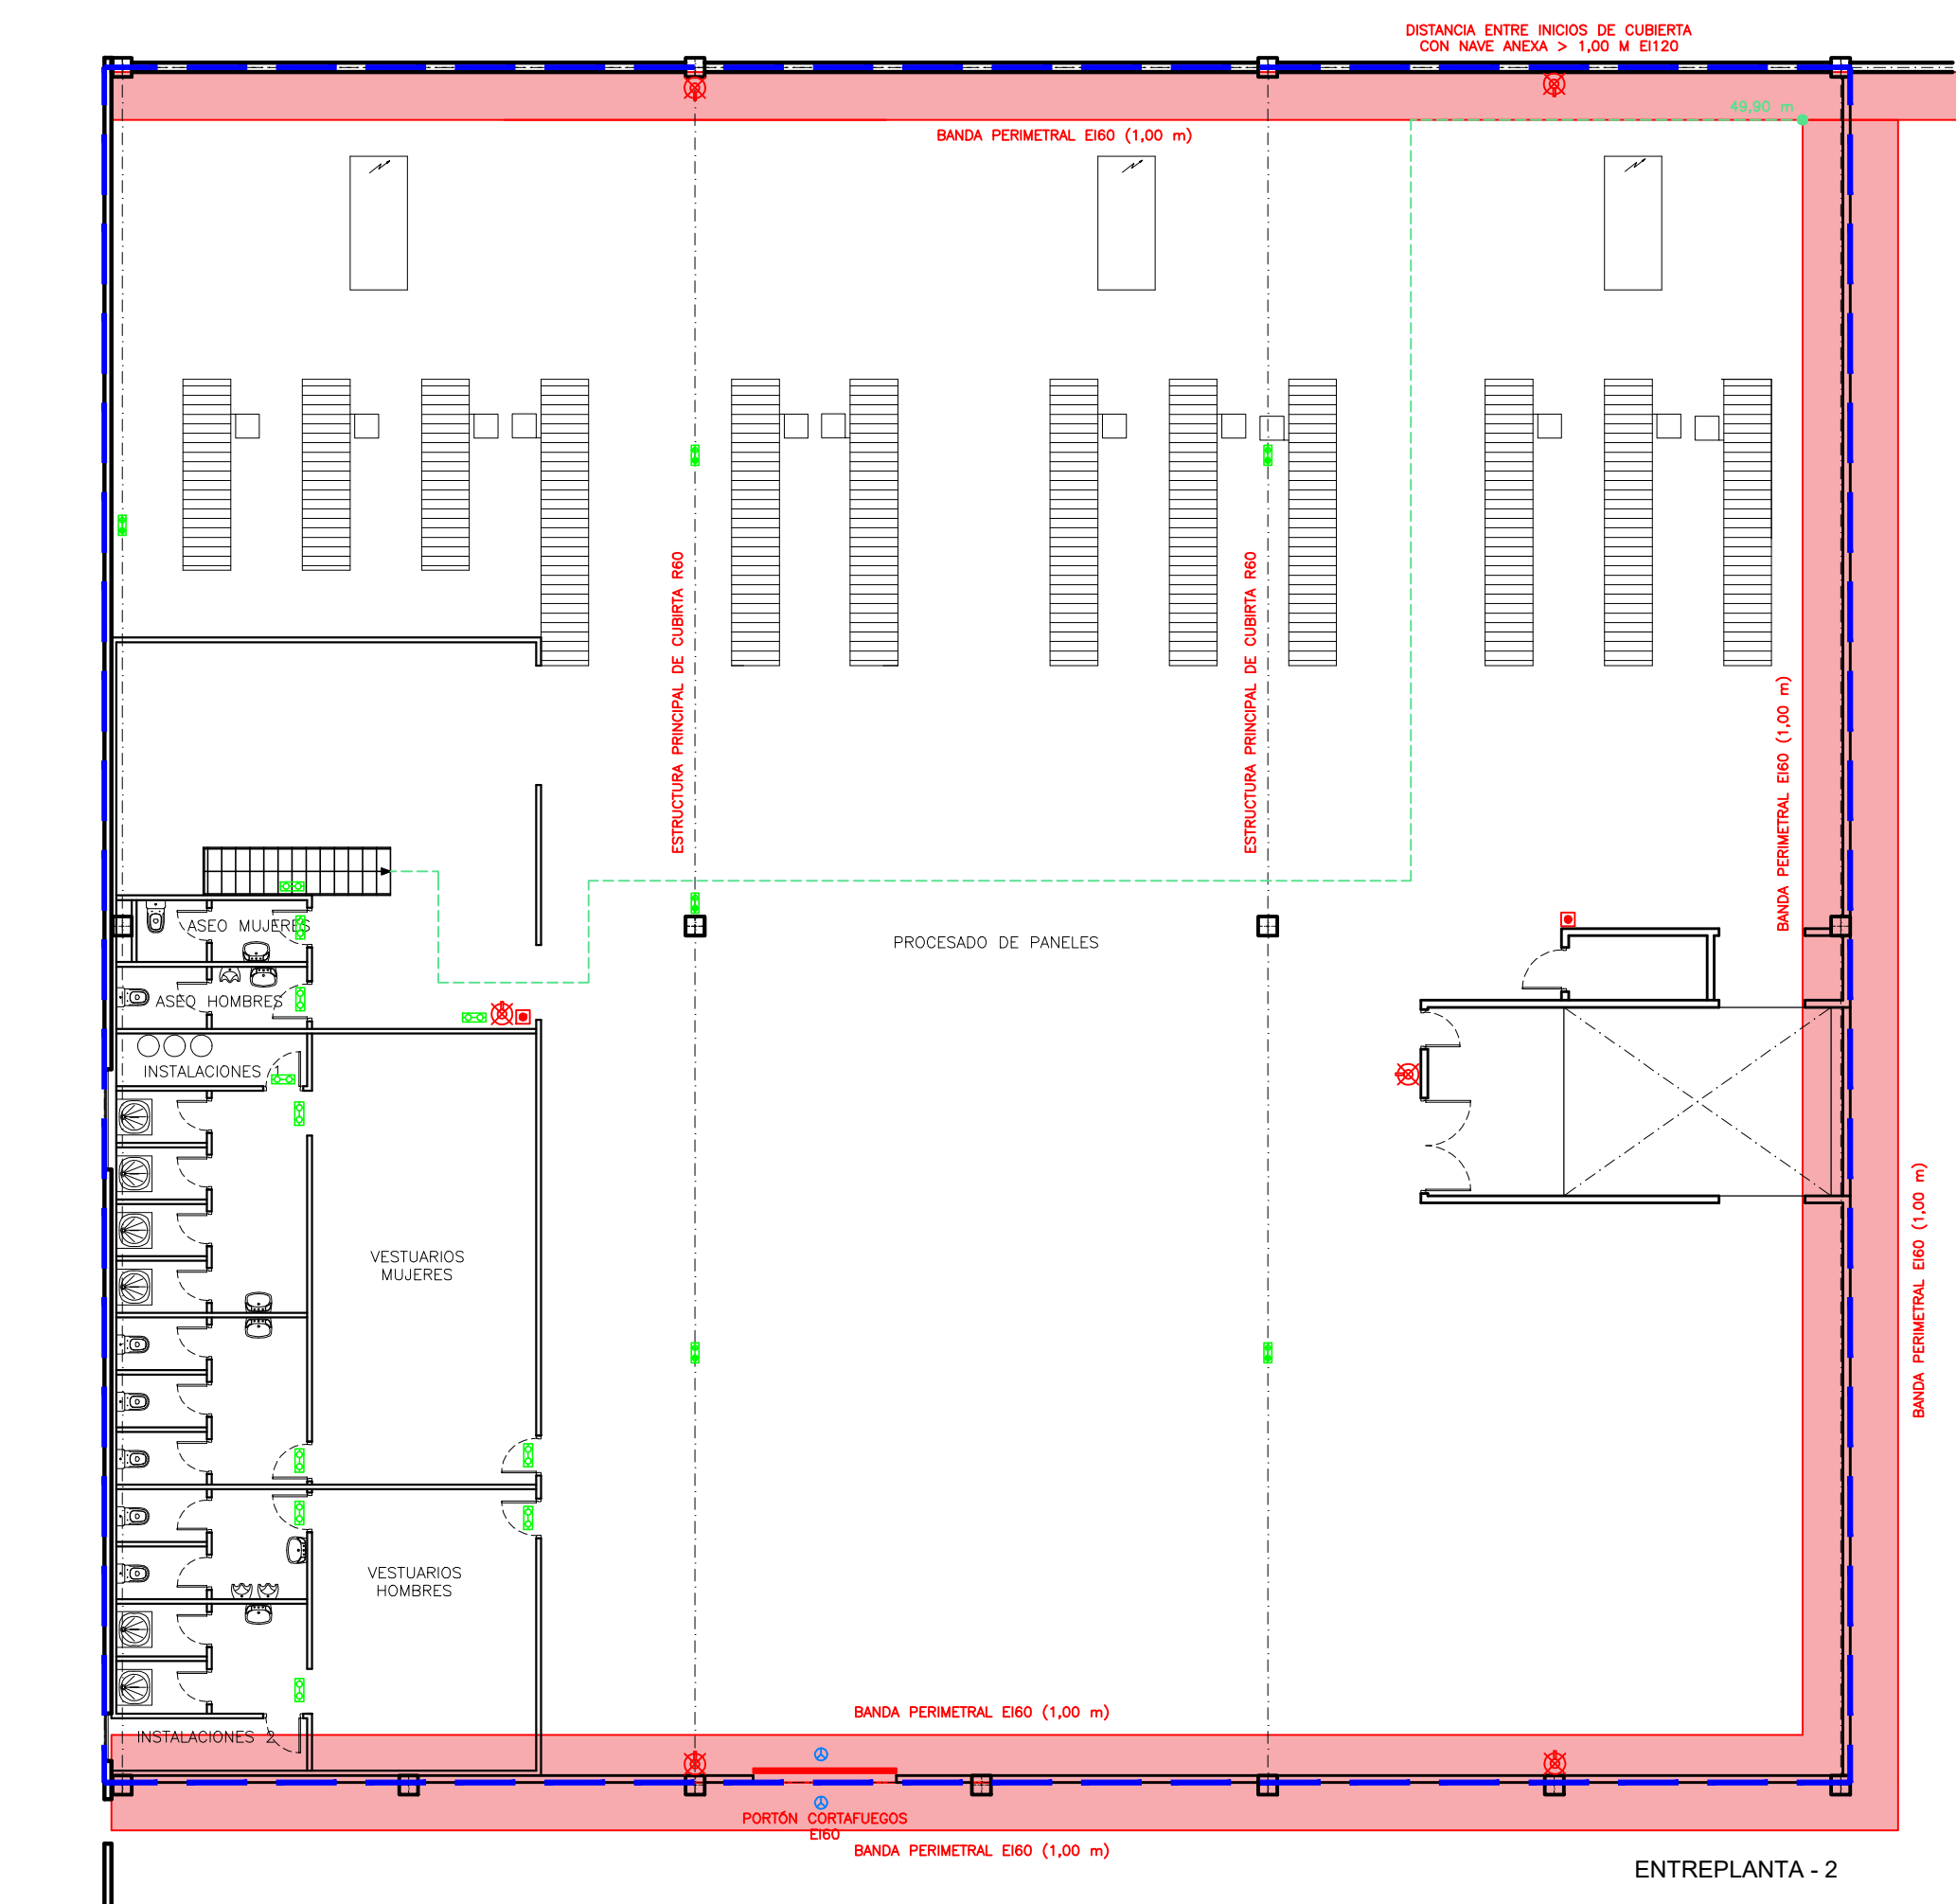 DISTANCIA ENTRE INICIOS DE CUBIERTA
CON NAVE ANEXA > 1,00 M EI120
49,90 m
BANDA PERIMETRAL EI60 (1,00 m)
ESTRUCTURA PRINCIPAL DE CUBIRTA R60
ESTRUCTURA PRINCIPAL DE CUBIRTA R60
BANDA PERIMETRAL EI60 (1,00 m)
ASEO MUJERES
PROCESADO DE PANELES
ASEO HOMBRES
INSTALACIONES 1
BANDA PERIMETRAL EI60 (1,00 m)
VESTUARIOS
MUJERES
VESTUARIOS
HOMBRES
BANDA PERIMETRAL EI60 (1,00 m)
INSTALACIONES 2
PORTÓN CORTAFUEGOS
EI60
BANDA PERIMETRAL EI60 (1,00 m)
ENTREPLANTA - 2